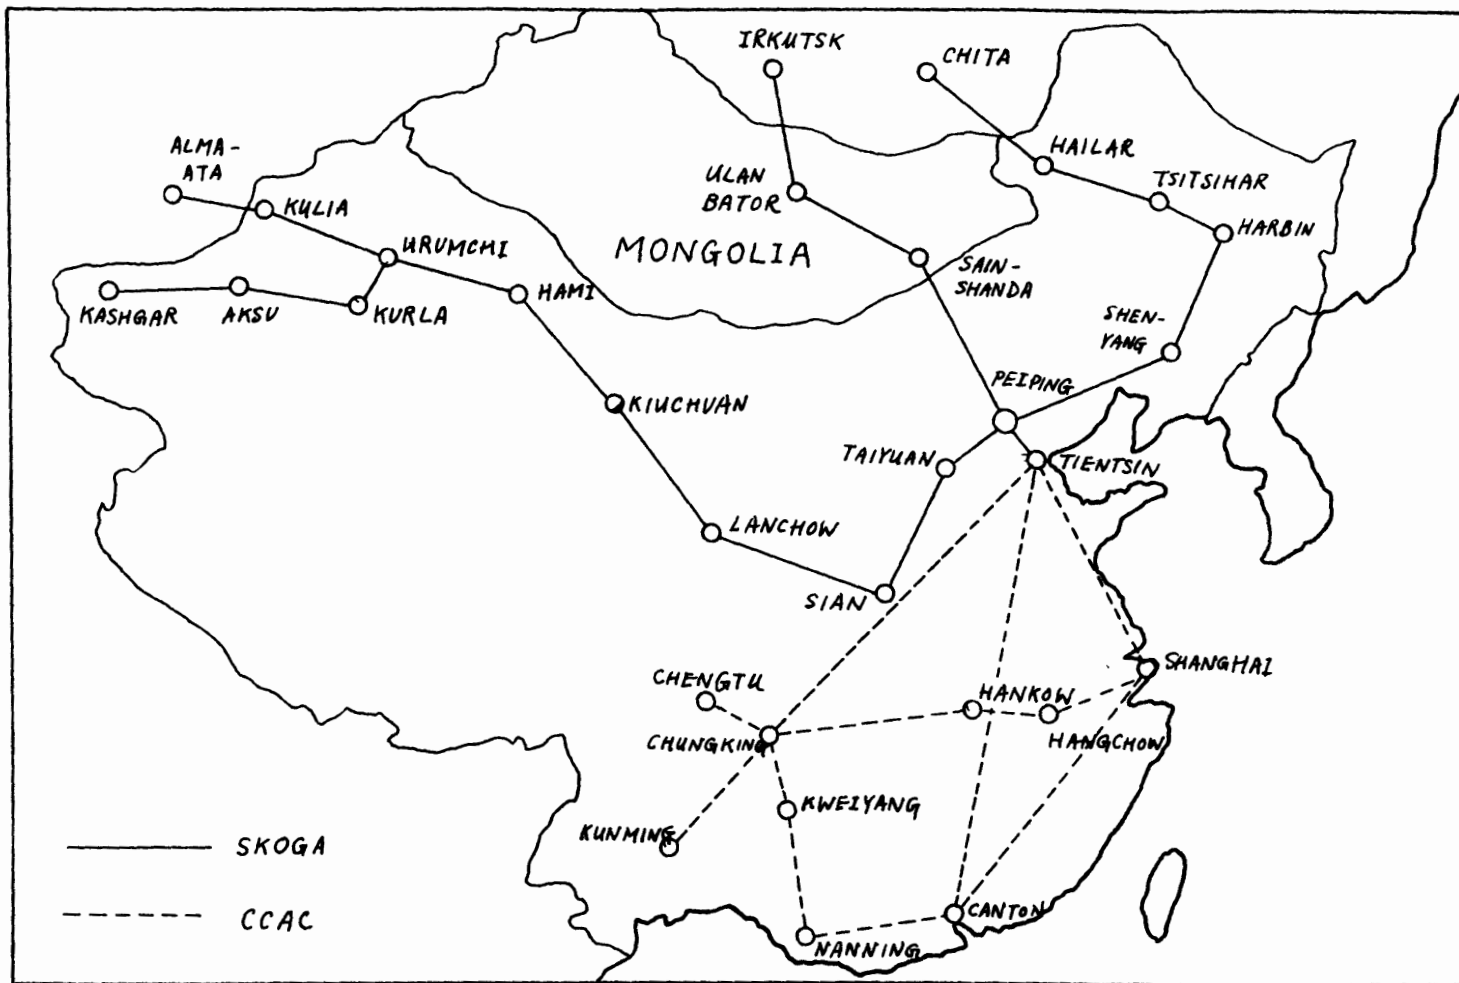 IRKUTSK
CHITA
ALMA-
ATA
KULIA
ULAN
BATOR
HAILAR
TSITSIHAR
HARBIN
URUMCHI
MONGOLIA
SAIN-
SHANDA
HAMI
KASHGAR
AKSU
KURLA
SHEN-
YANG
PEIPING
KIUCHUAN
TAIYUAN
TIENTSIN
LANCHOW
SIAN
CHENGTU
SHANGHAI
HANKOW
CHUNGKING
HANGCHOW
KWEIYANG
KUNMING
SKOGA
CCAC
CANTON
NANNING